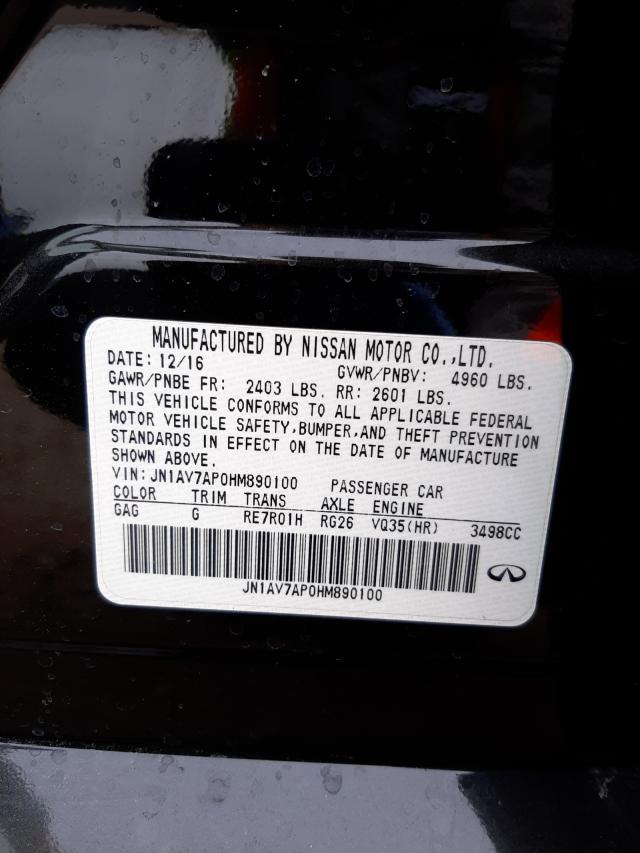 MANUFACTURED BY NISSAN MOTOR CO.,LTD.
DATE: 12/16 GVWR/PNBV: 4960 LBS.
GAWR/PNBE FR: 2403 LBS. RR: 2601 LBS.
THIS VEHICLE CONFORMS TO ALL APPLICABLE FEDERAL
MOTOR VEHICLE SAFETY,BUMPER,AND THEFT PREVENTION
STANDARDS IN EFFECT ON THE DATE OF MANUFACTURE
SHOWN ABOVE.
VIN: JN1AV7AP0HM890100 PASSENGER CAR
COLOR TRIM TRANS AXLE ENGINE
GAG G RE7R01H RG26 VQ35(HR) 3498CC
JN1AV7AP0HM890100